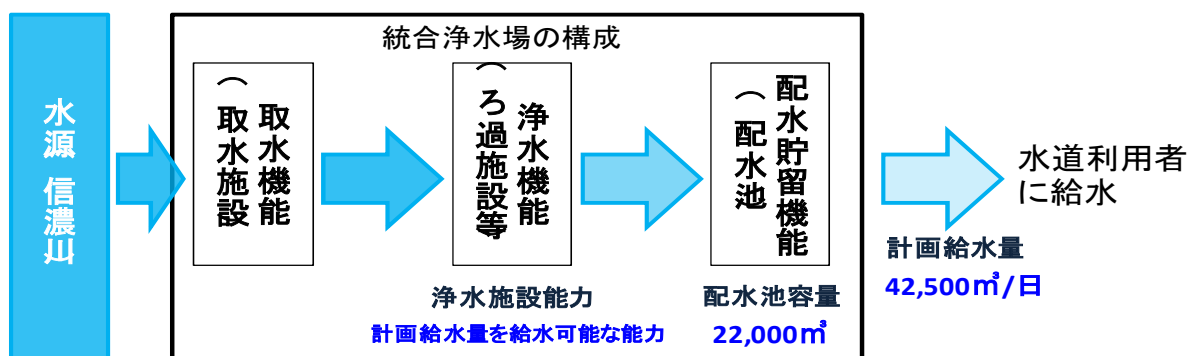 統合浄水場の構成
水源 信濃川
取水機能
（取水施設
浄水機能
（ろ過施設等
配水貯留機能
（配水池
水道利用者
に給水
浄水施設能力
計画給水量を給水可能な能力
配水池容量
22,000㎥
計画給水量
42,500㎥/日